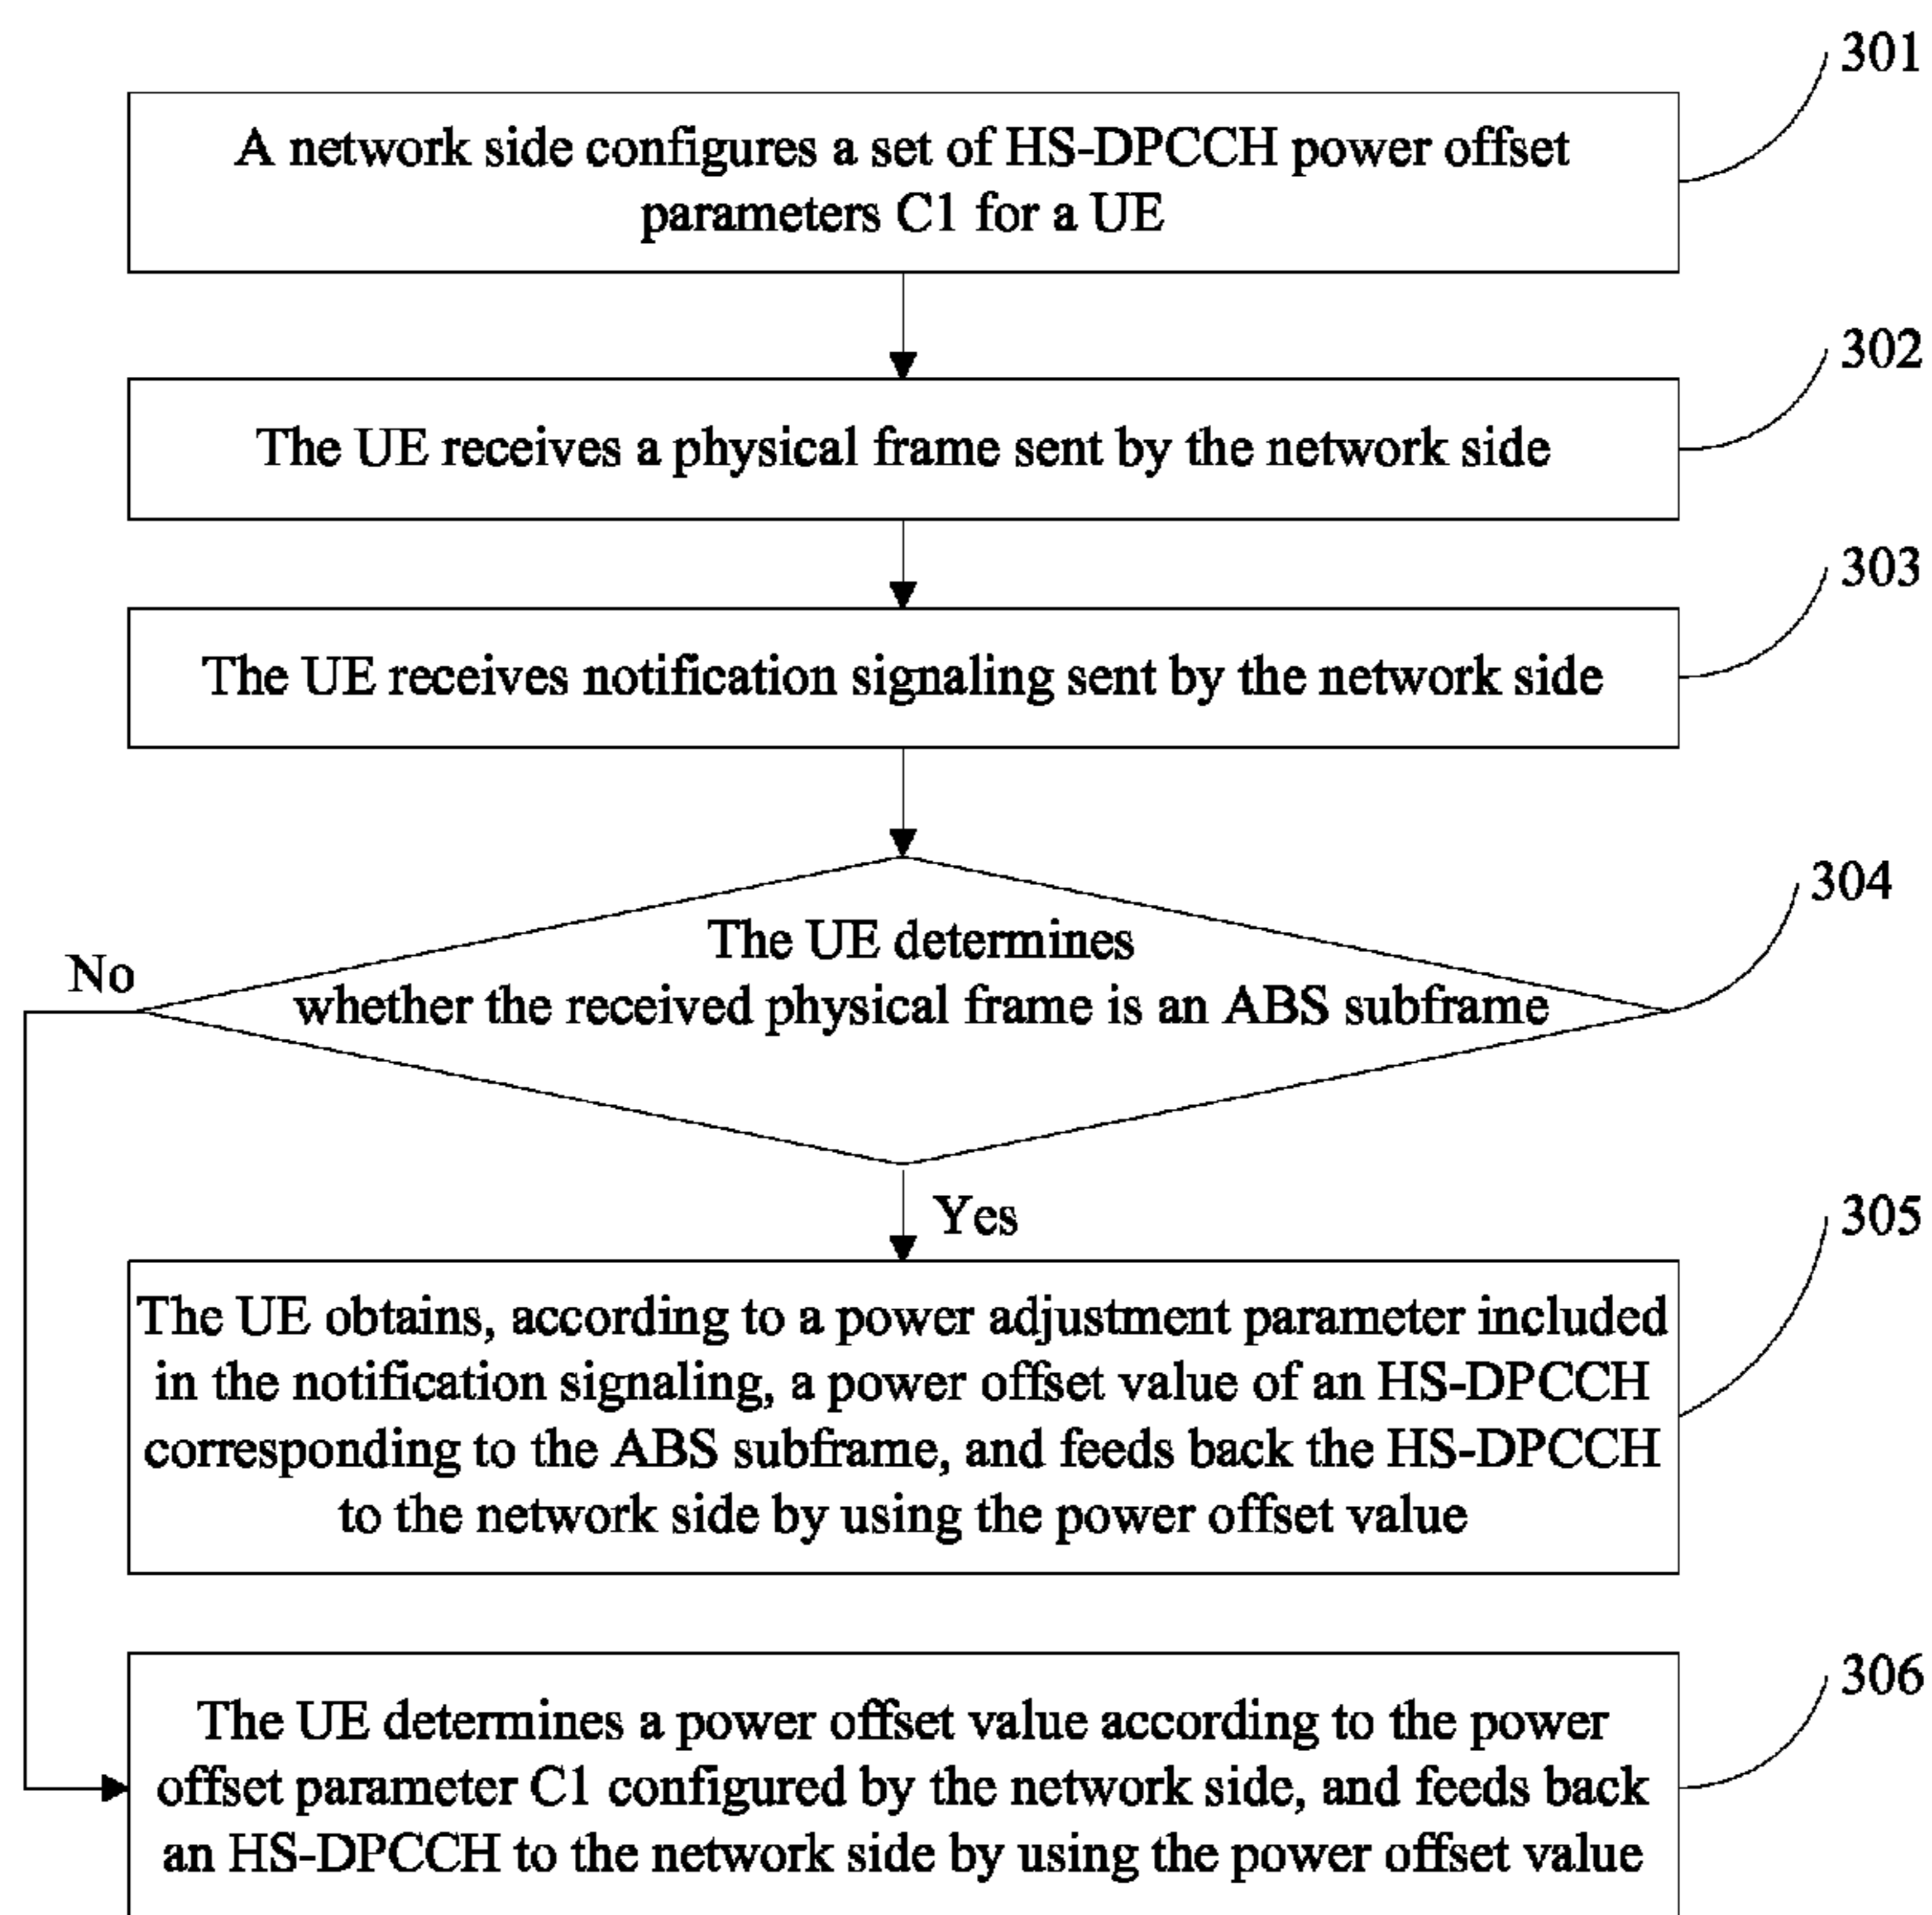 301
A network side configures a set of HS-DPCCH power offset
parameters C1 for a UE
302
The UE receives a physical frame sent by the network side
303
The UE receives notification signaling sent by the network side
304
The UE determines
whether the received physical frame is an ABS subframe
No
Yes
305
The UE obtains, according to a power adjustment parameter included
in the notification signaling, a power offset value of an HS-DPCCH
corresponding to the ABS subframe, and feeds back the HS-DPCCH
to the network side by using the power offset value
306
The UE determines a power offset value according to the power
offset parameter C1 configured by the network side, and feeds back
an HS-DPCCH to the network side by using the power offset value